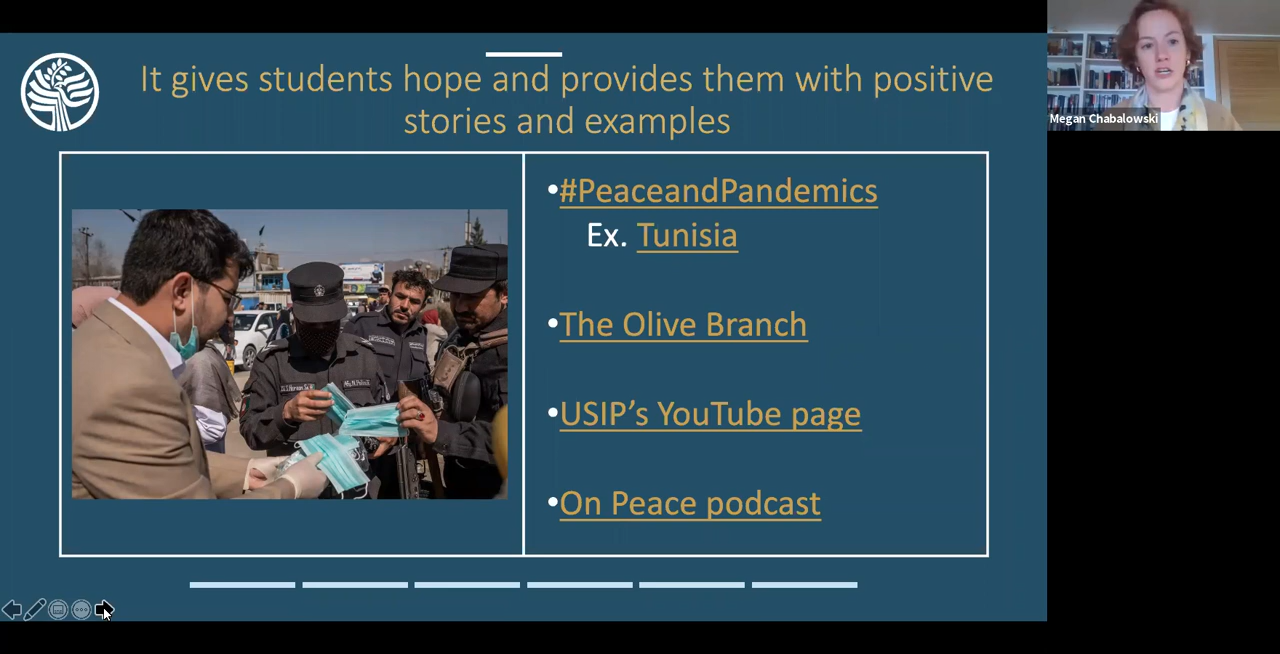 It gives students hope and provides them with positive
stories and examples
Megan Chabalowski
•#PeaceandPandemics
Ex. Tunisia
•The Olive Branch
•USIP’s YouTube page
•On Peace podcast